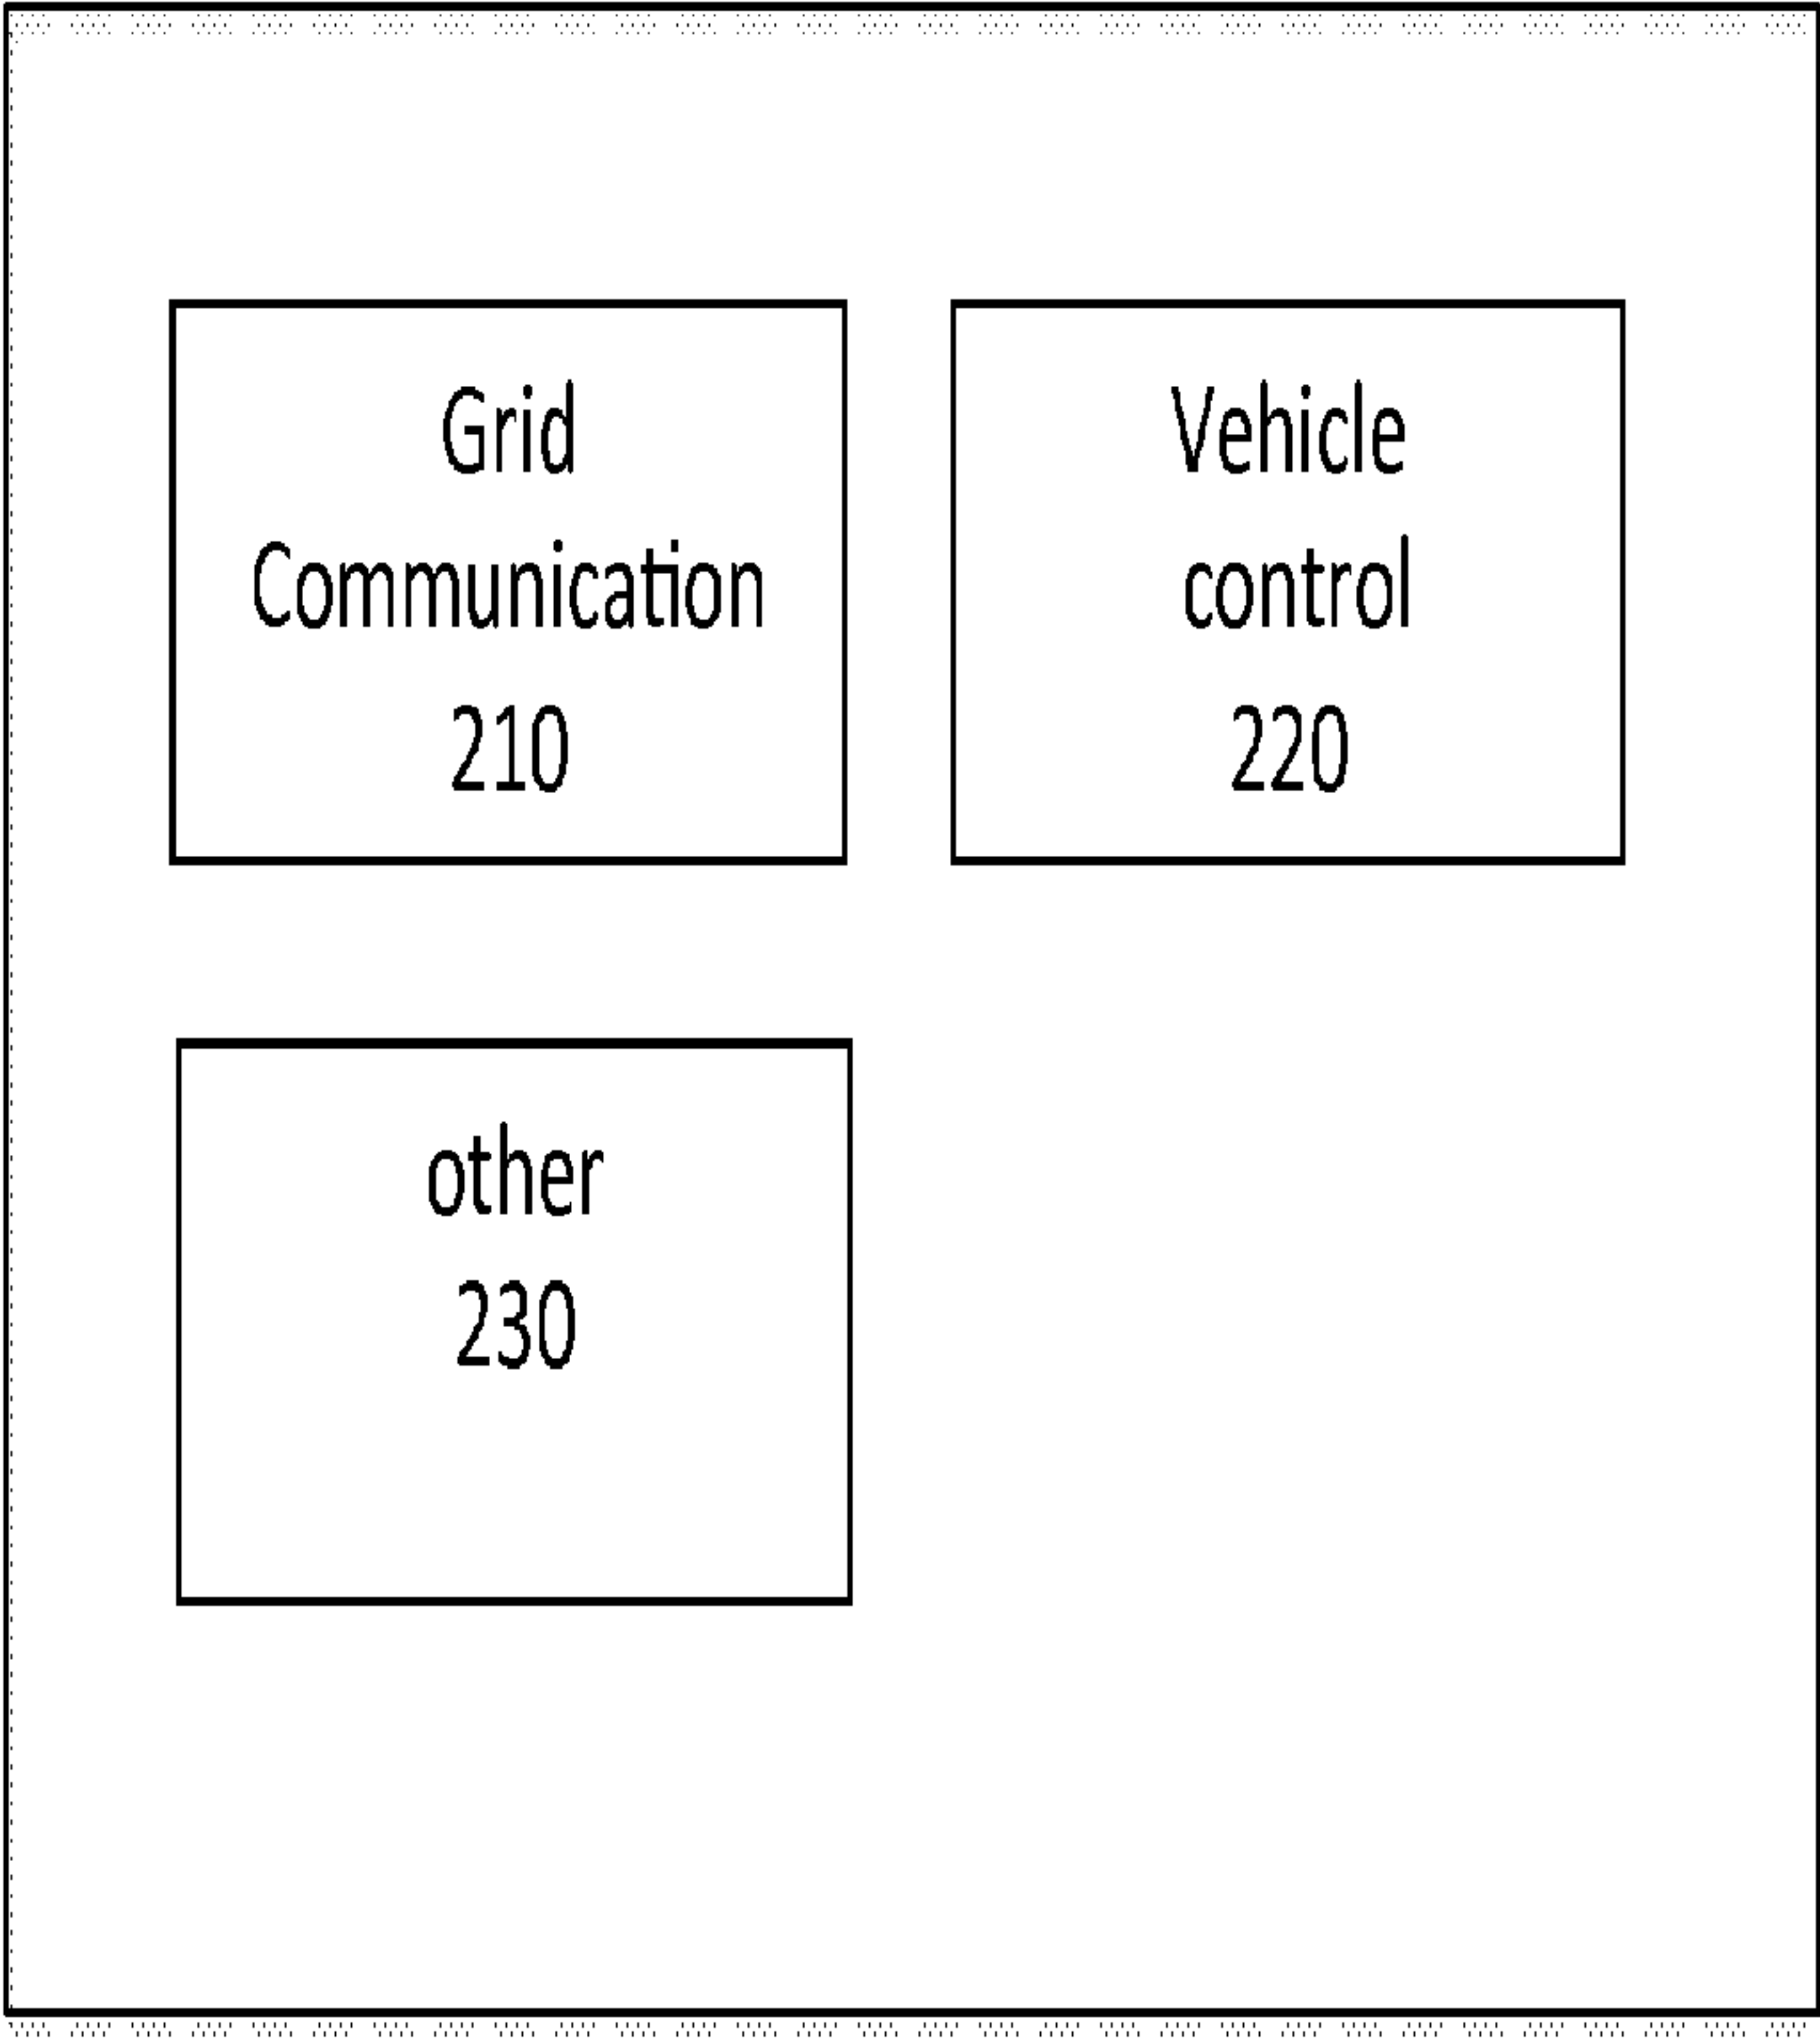 Grid
Communication
210
Vehicle
control
220
other
230